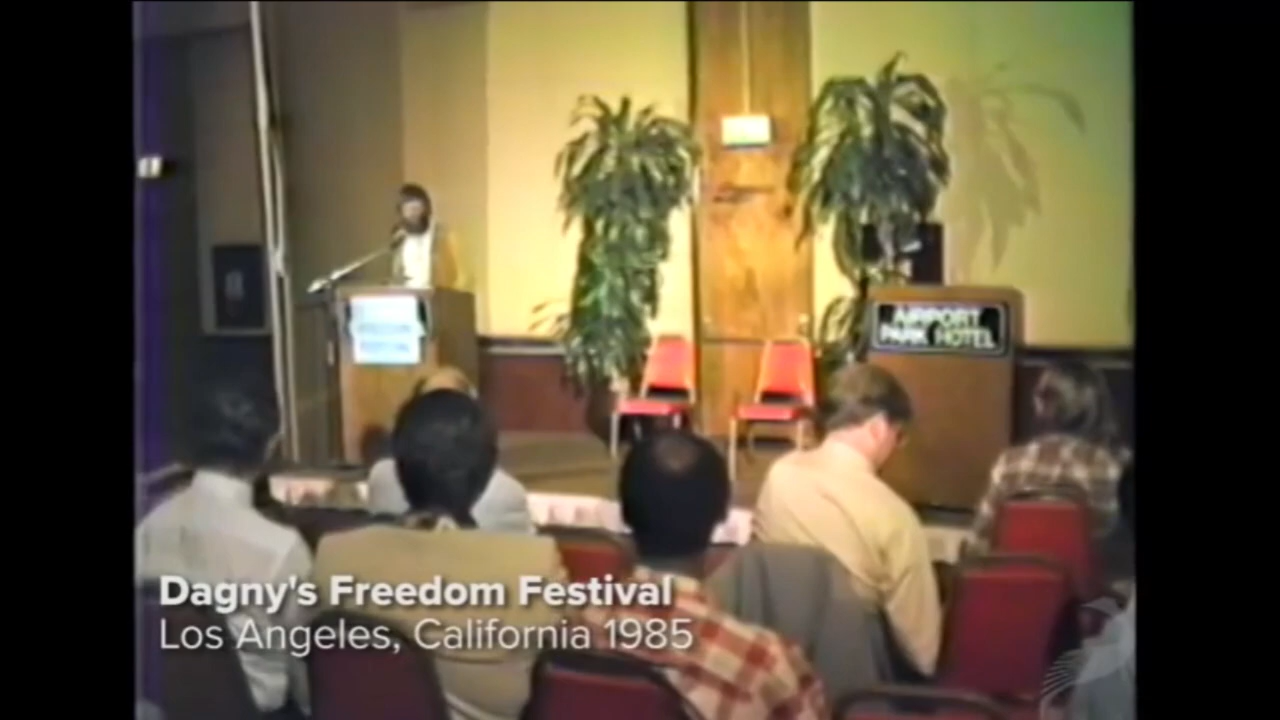 AIRPORT
PARK HOTEL
Dagny's Freedom Festival
Los Angeles, California 1985